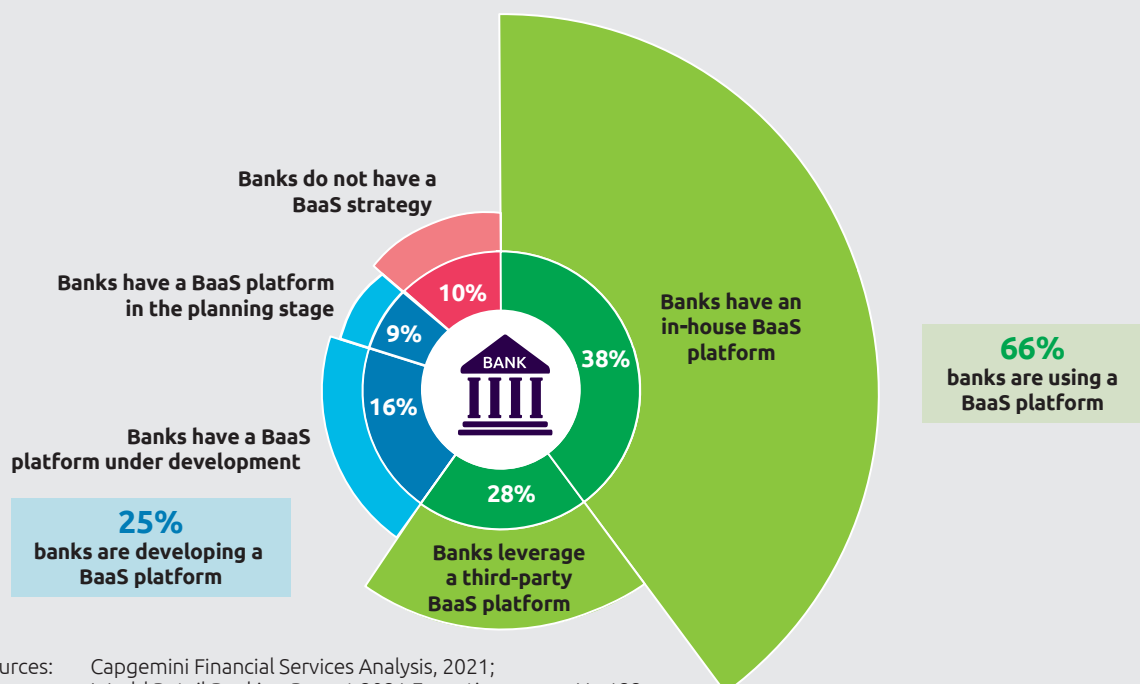 Banks do not have a
BaaS strategy
10%
Banks have a BaaS platform
in the planning stage
9%
Banks have an
in-house BaaS
platform
38%
66%
banks are using a
BaaS platform
BANK
16%
Banks have a BaaS
platform under development
28%
25%
banks are developing a
BaaS platform
Banks leverage
a third-party
BaaS platform
urces: Capgemini Financial Services Analysis, 2021;